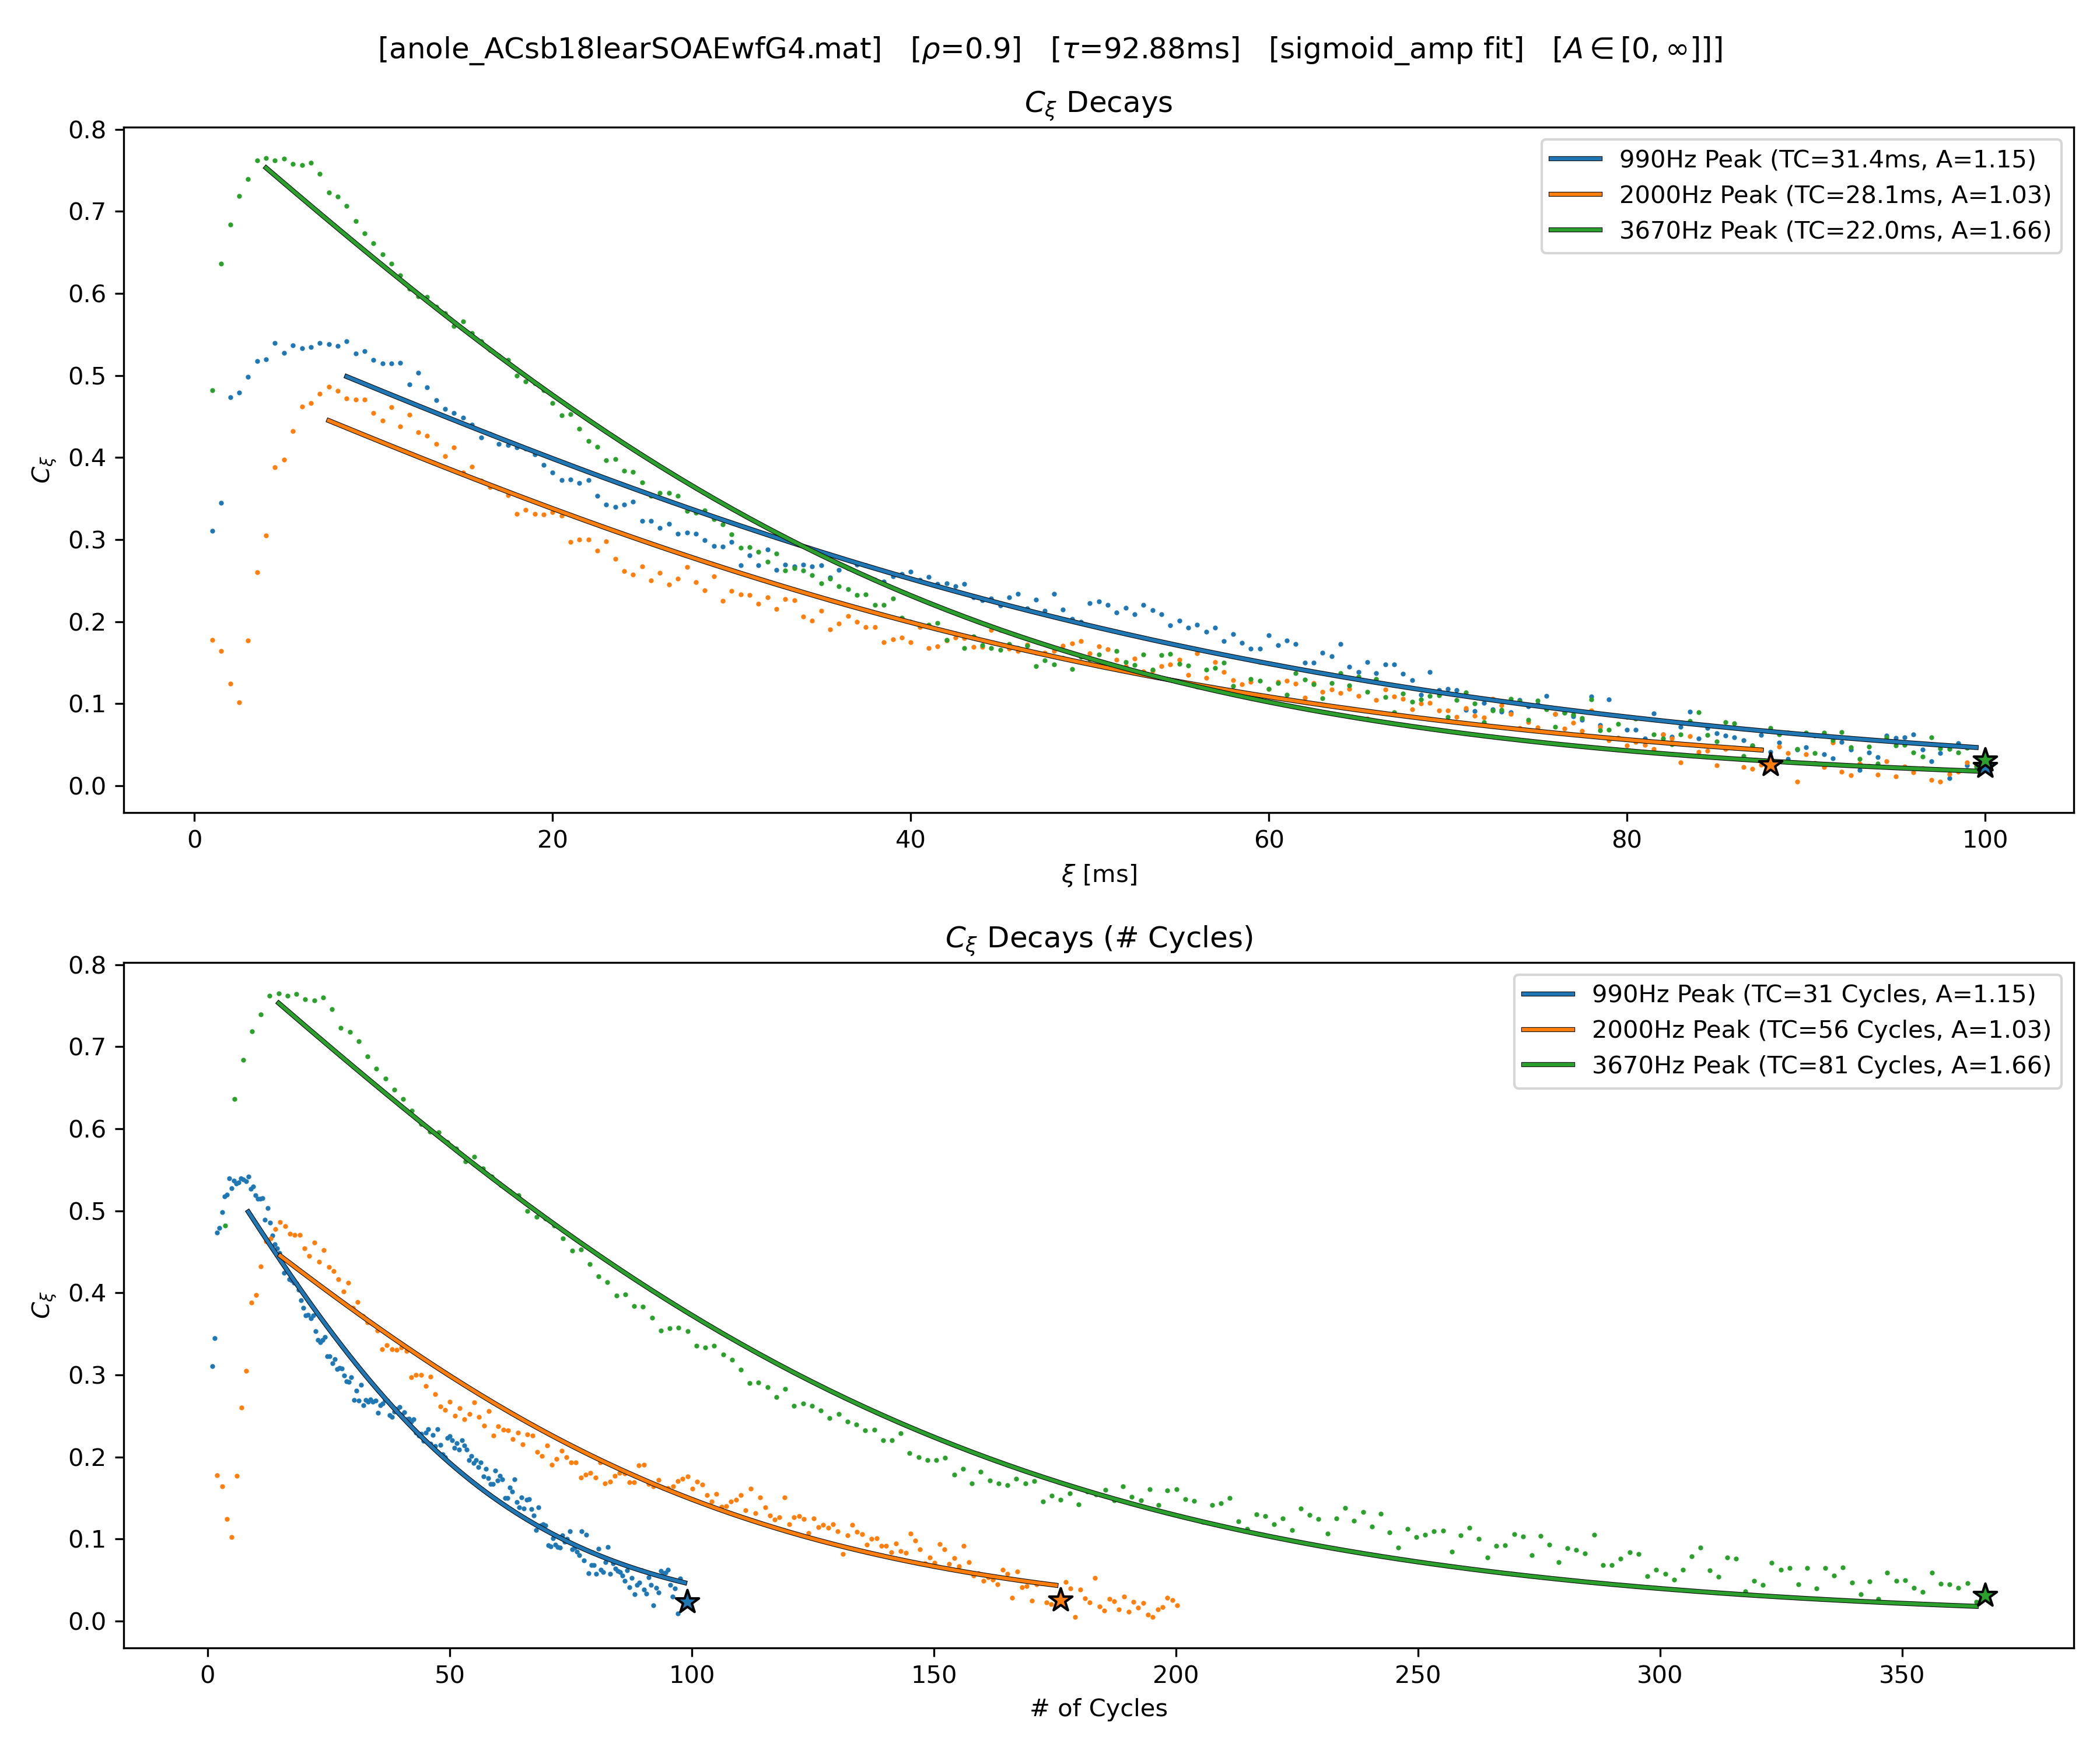 [anole_ACsb18learSOAEwfG4.mat] [ρ=0.9] [τ=92.88ms] [sigmoid_amp fit] [A ∈ [0, ∞]]]
Cξ Decays
0.8
0.7
0.6
0.5
0.4
0.3
0.2
0.1
0.0
Cξ
990Hz Peak (TC=31.4ms, A=1.15)
2000Hz Peak (TC=28.1ms, A=1.03)
3670Hz Peak (TC=22.0ms, A=1.66)
0 20 40 60 80 100
ξ [ms]
Cξ Decays (# Cycles)
0.8
0.7
0.6
0.5
0.4
0.3
0.2
0.1
0.0
Cξ
990Hz Peak (TC=31 Cycles, A=1.15)
2000Hz Peak (TC=56 Cycles, A=1.03)
3670Hz Peak (TC=81 Cycles, A=1.66)
0 50 100 150 200 250 300 350
# of Cycles